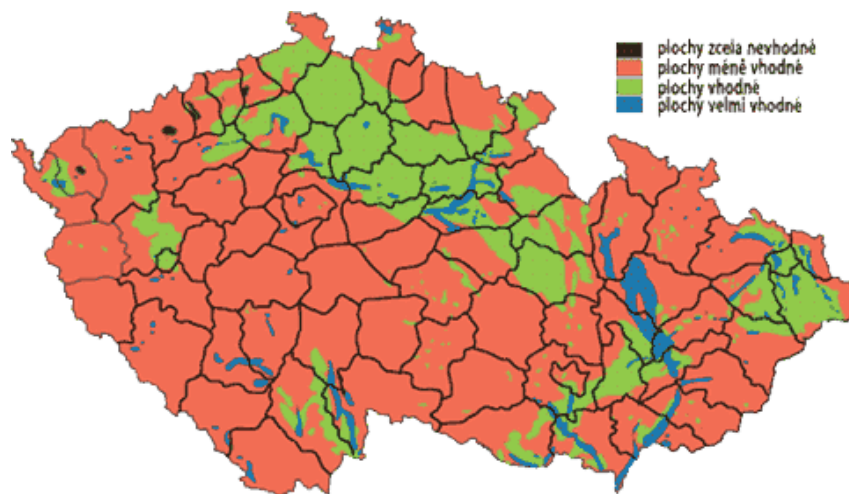 plochy zcela nevhodné
plochy méně vhodné
plochy vhodné
plochy velmi vhodné